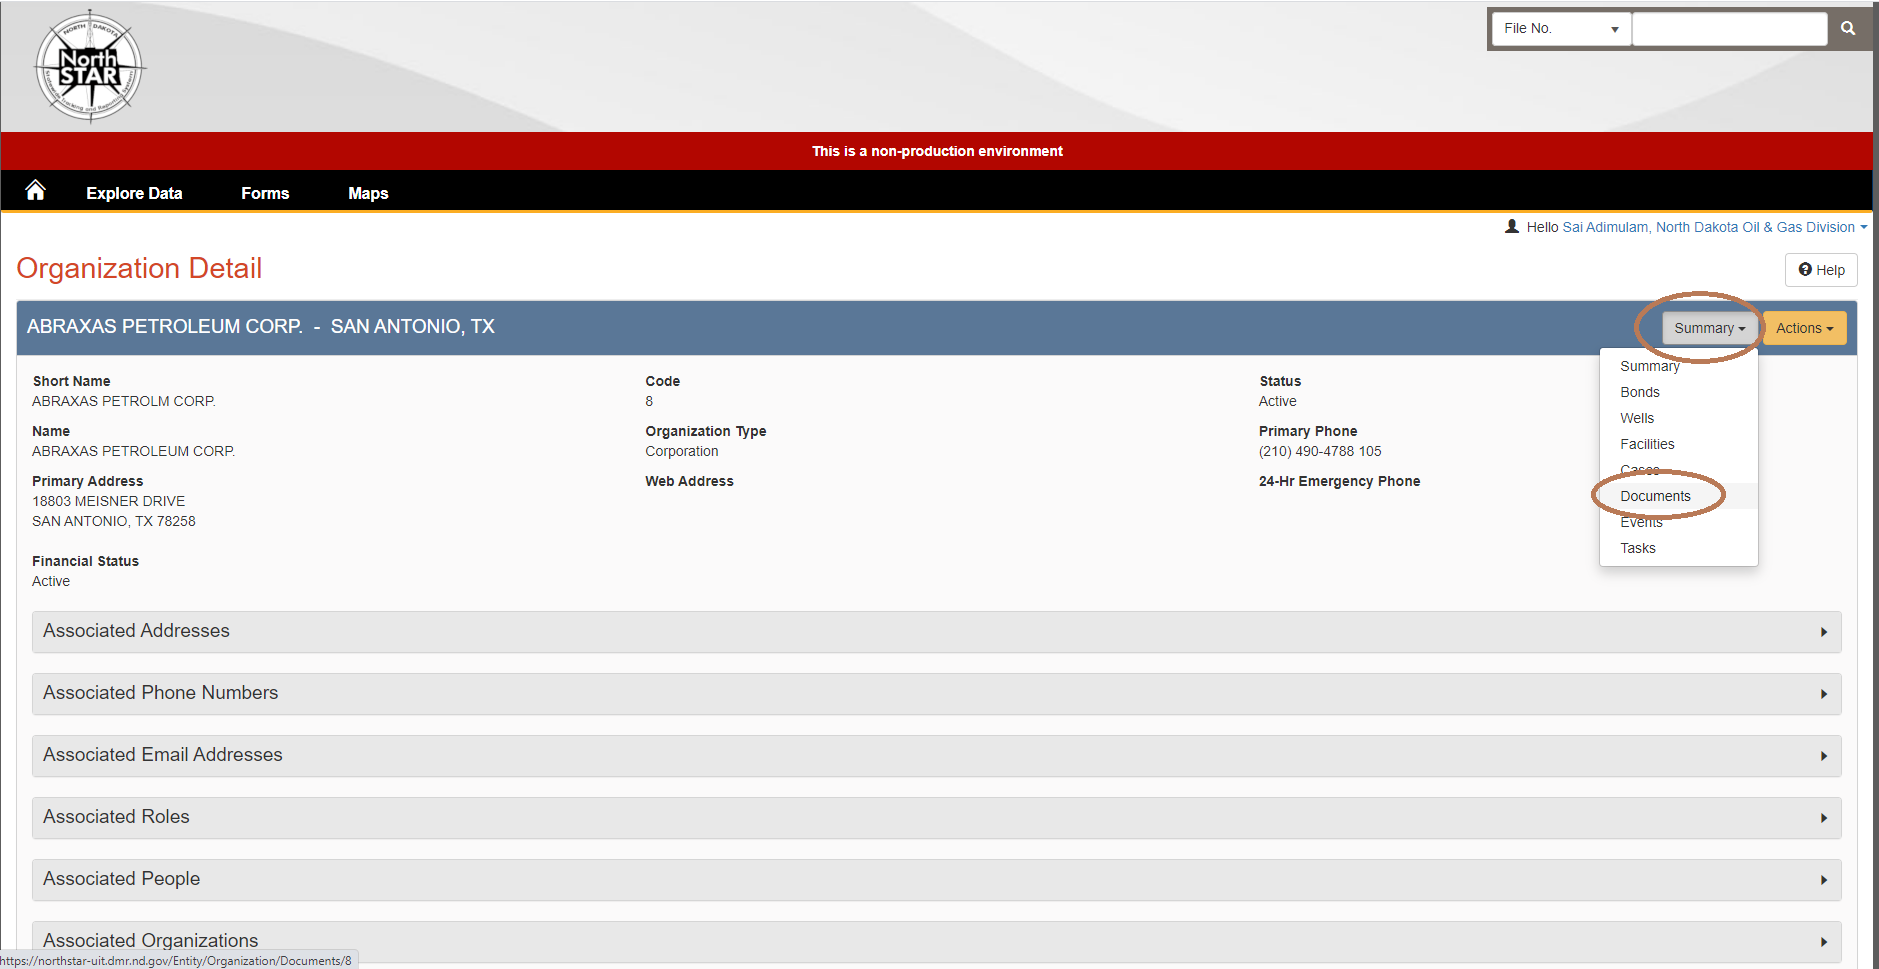 NORTH DAKOTA
North
STAR
Statewide Tracking and Reporting System
File No.
This is a non-production environment
Explore Data Forms Maps
Hello Sai Adimulam, North Dakota Oil & Gas Division
Organization Detail
Help
ABRAXAS PETROLEUM CORP. - SAN ANTONIO, TX
Summary
Actions
Summary
Bonds
Wells
Facilities
Cases
Documents
Events
Tasks
Short Name
ABRAXAS PETROLM CORP.
Code
8
Status
Active
Name
ABRAXAS PETROLEUM CORP.
Organization Type
Corporation
Primary Phone
(210) 490-4788 105
Primary Address
18803 MEISNER DRIVE
SAN ANTONIO, TX 78258
Web Address
24-Hr Emergency Phone
Financial Status
Active
Associated Addresses
Associated Phone Numbers
Associated Email Addresses
Associated Roles
Associated People
Associated Organizations
https://northstar-uit.dmr.nd.gov/Entity/Organization/Documents/8